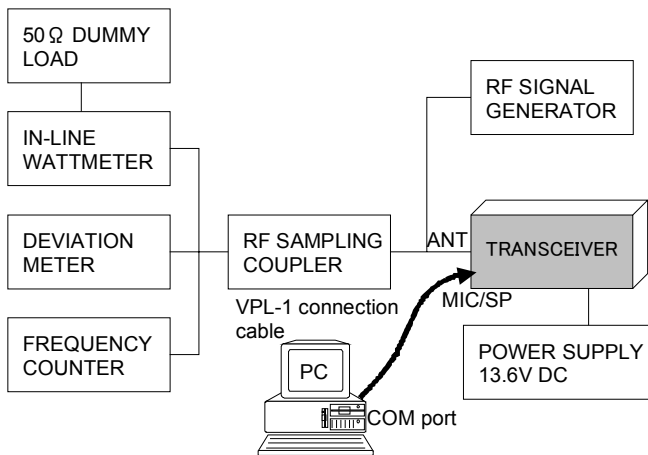 50Ω DUMMY
LOAD
IN-LINE
WATTMETER
DEVIATION
METER
FREQUENCY
COUNTER
RF SAMPLING
COUPLER
RF SIGNAL
GENERATOR
ANT
TRANSCEIVER
MIC/SP
VPL-1 connection
cable
PC
COM port
POWER SUPPLY
13.6V DC